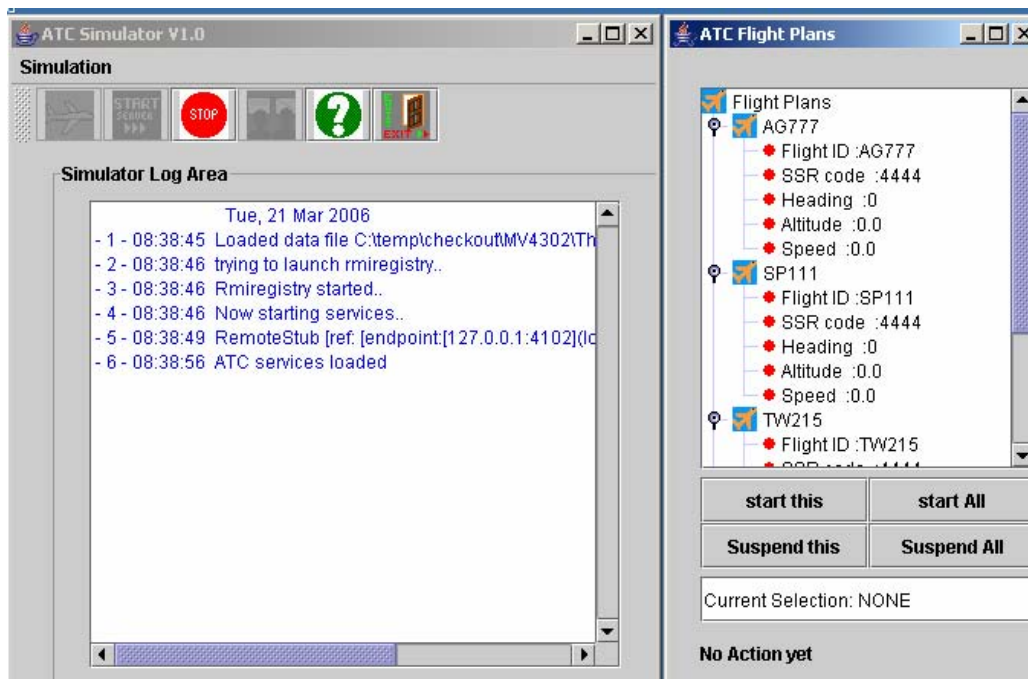 ATC Simulator V1.0
Simulation
START
SERVER
STOP
EXIT
Simulator Log Area
Tue, 21 Mar 2006
- 1 - 08:38:45 Loaded data file C:\temp\checkout\MV4302\Th
- 2 - 08:38:46 trying to launch rmiregistry..
- 3 - 08:38:46 Rmiregistry started..
- 4 - 08:38:46 Now starting services..
- 5 - 08:38:49 RemoteStub [ref: [endpoint:[127.0.0.1:4102](lo
- 6 - 08:38:56 ATC services loaded
ATC Flight Plans
Flight Plans
AG777
Flight ID :AG777
SSR code :4444
Heading :0
Altitude :0.0
Speed :0.0
SP111
Flight ID :SP111
SSR code :4444
Heading :0
Altitude :0.0
Speed :0.0
TW215
Flight ID :TW215
start this
start All
Suspend this
Suspend All
Current Selection: NONE
No Action yet